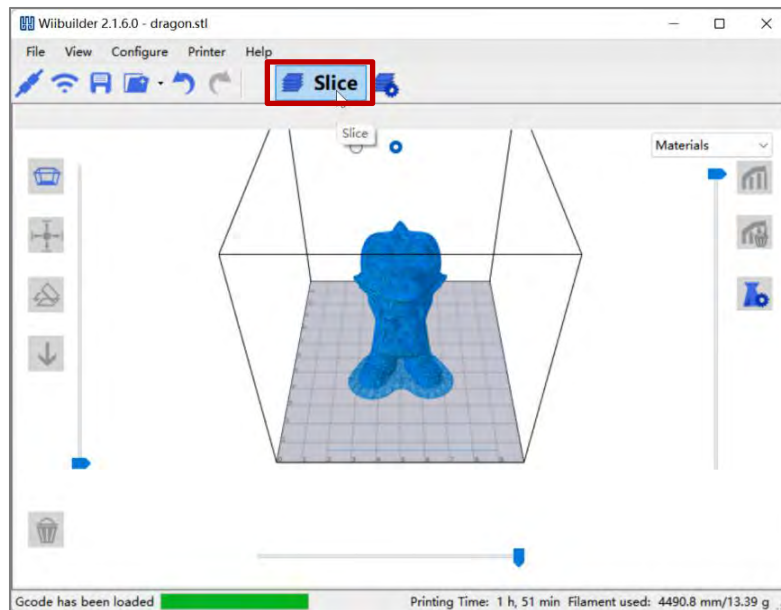 Wiibuilder 2.1.6.0 - dragon.stl
File View Configure Printer Help
Slice
Slice
Materials
Gcode has been loaded
Printing Time: 1 h, 51 min Filament used: 4490.8 mm/13.39 g